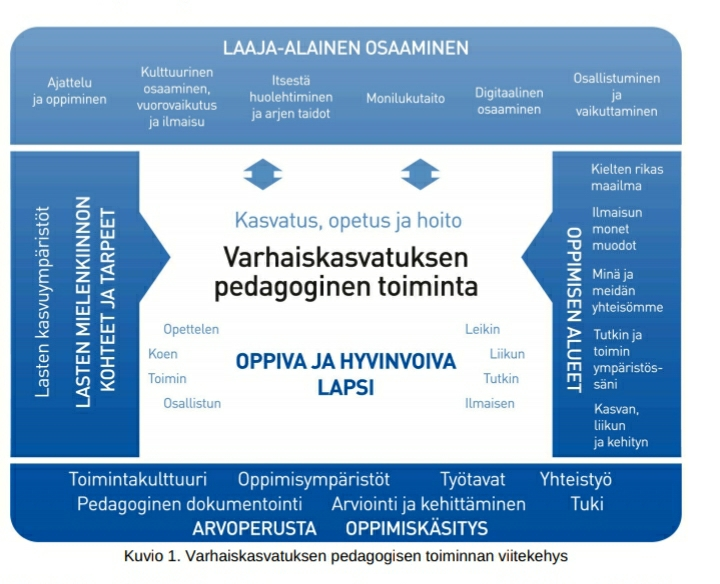 LAAJA-ALAINEN OSAAMINEN
Ajattelu
ja oppiminen
Kulttuurinen
osaaminen,
vuorovaikutus
ja ilmaisu
Itsestä
huolehtiminen
ja arjen taidot
Monilukutaito
Digitaalinen
osaaminen
Osallistuminen
ja
vaikuttaminen
Lasten kasvuympäristöt
LASTEN MIELENKIINNON
KOHTEET JA TARPEET
Kasvatus, opetus ja hoito
Varhaiskasvatuksen
pedagoginen toiminta
Opettelen
Koen
Toimin
Osallistun
OPPIVA JA HYVINVOIVA
LAPSI
Leikin
Liikun
Tutkin
Ilmaisen
OPPIMISEN ALUEET
Kielten rikas
maailma
Ilmaisun
monet
muodot
Minä ja
meidän
yhteisömme
Tutkin ja
toimin
ympäristös-
säni
Kasvan,
liikun
ja kehityn
Toimintakulttuuri Oppimisympäristöt Työtavat Yhteistyö
Pedagoginen dokumentointi Arviointi ja kehittäminen Tuki
ARVOPERUSTA OPPIMISKÄSITYS
Kuvio 1. Varhaiskasvatuksen pedagogisen toiminnan viitekehys